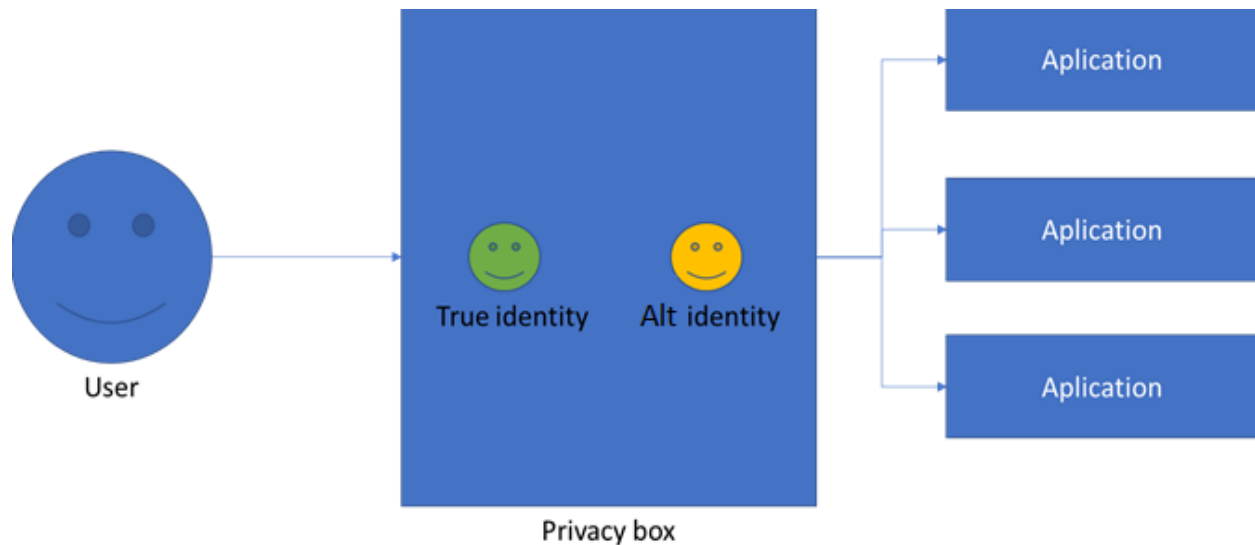 Aplication
Aplication
True identity
Alt identity
Aplication
User
Privacy box